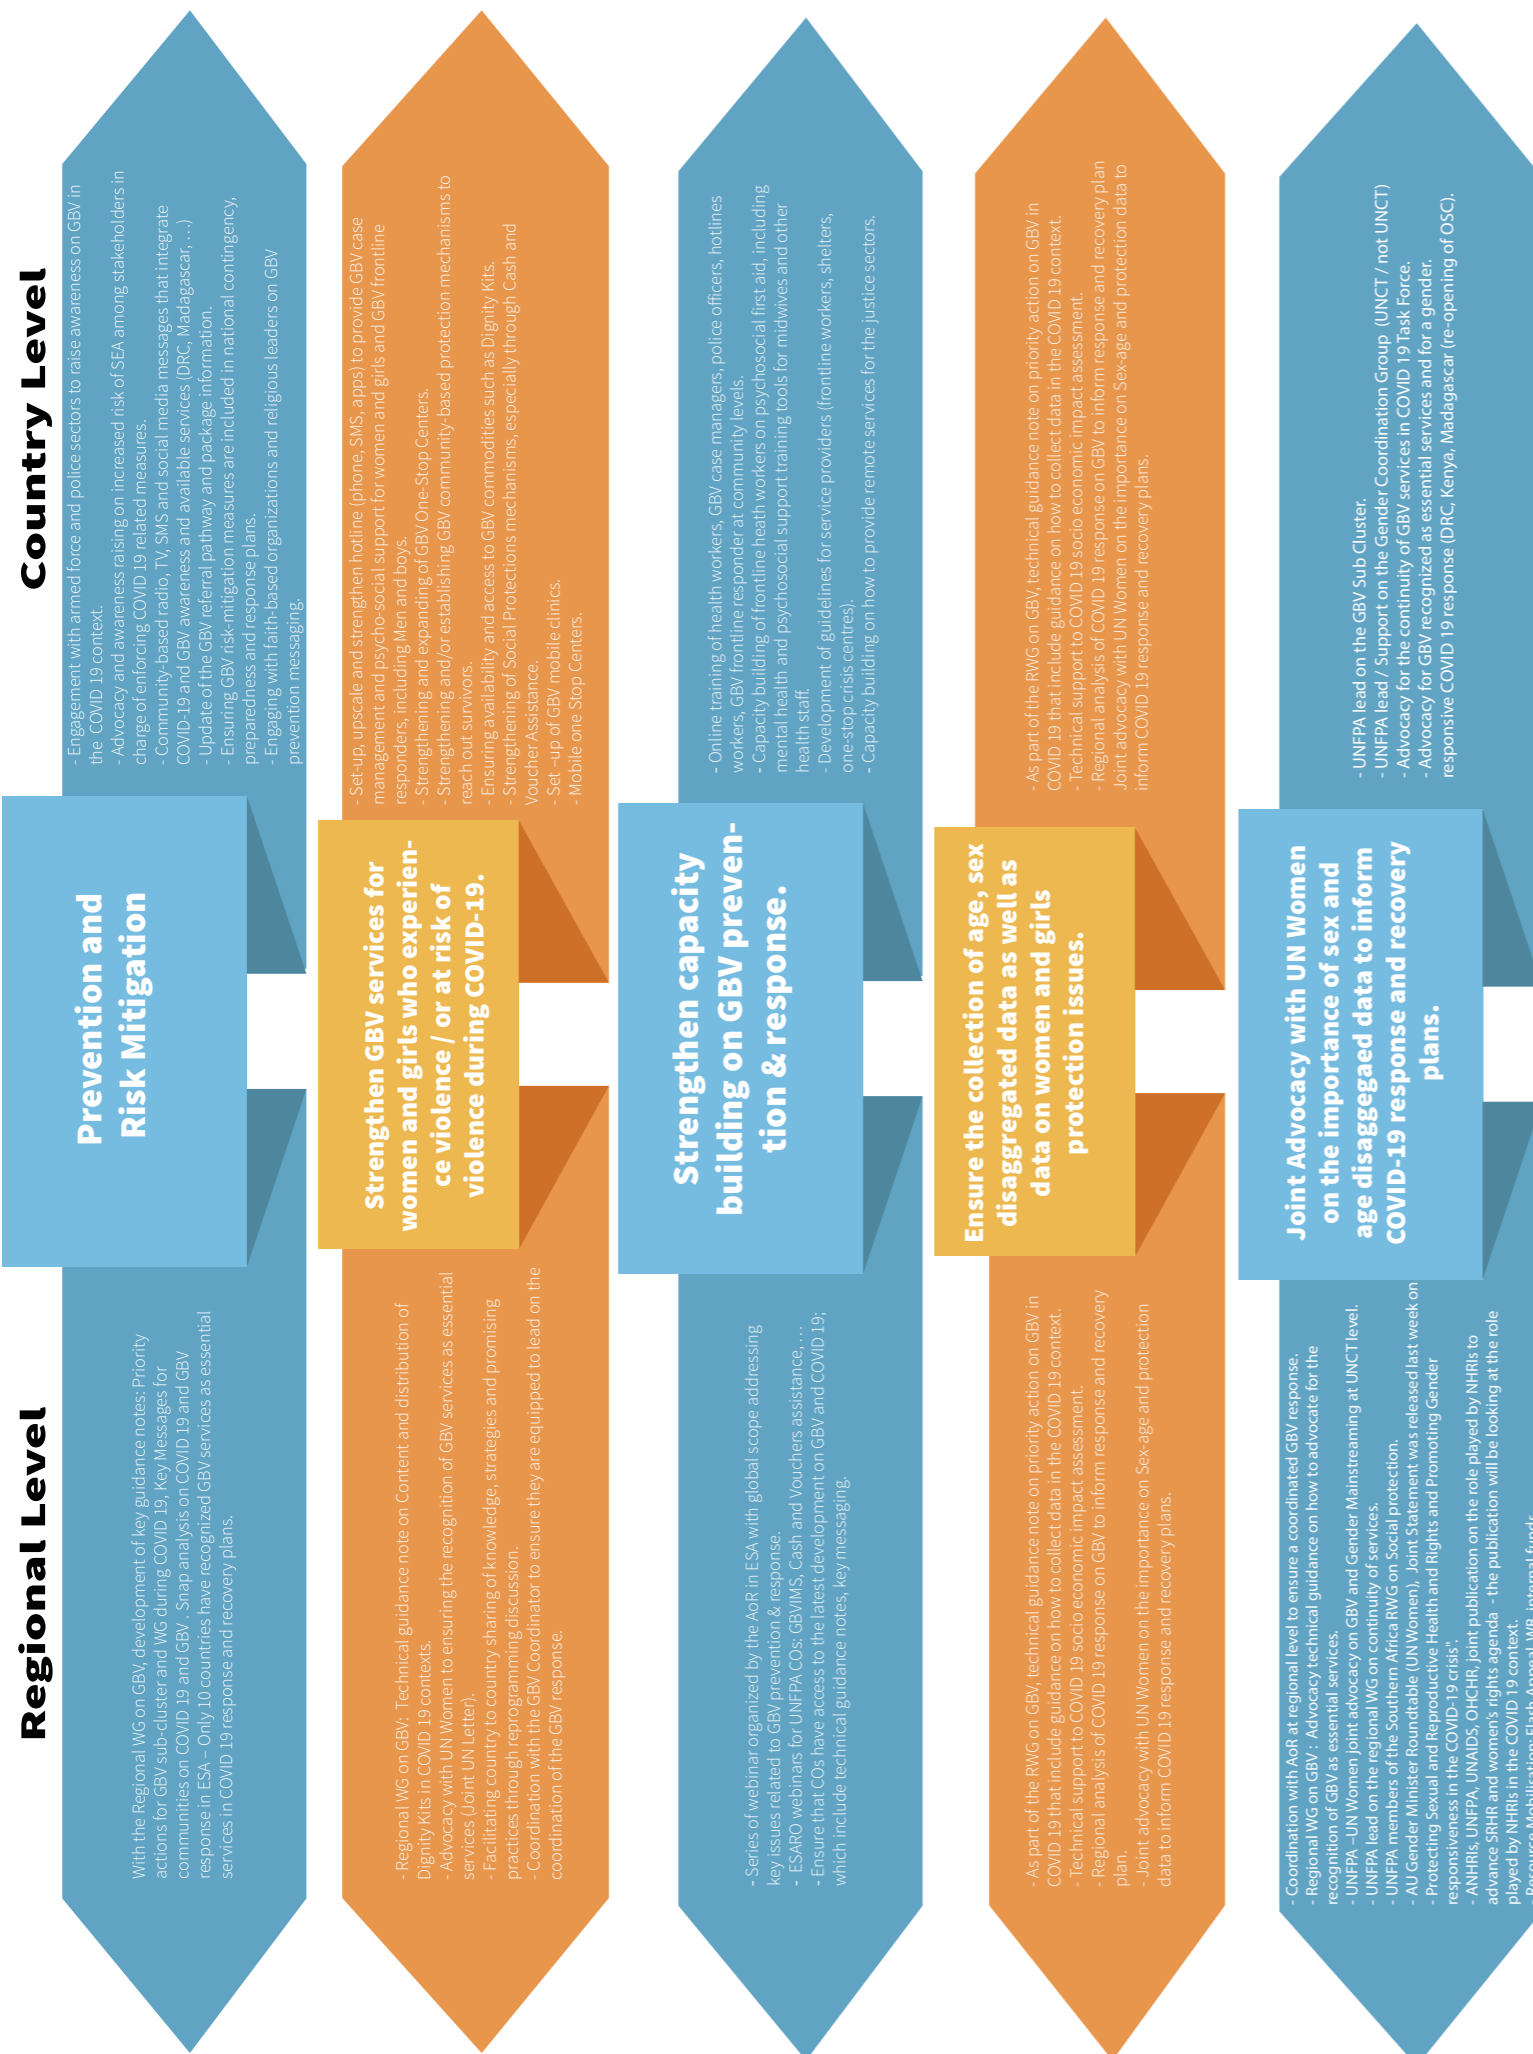 Regional Level
Country Level
With the Regional WG on GBV, development of key guidance notes: Priority
actions for GBV sub-cluster and WG during COVID 19, Key Messages for
communities on COVID 19 and GBV . Snap analysis on COVID 19 and GBV
response in ESA – Only 10 countries have recognized GBV services as essential
services in COVID 19 response and recovery plans.
Prevention and
Risk Mitigation
- Engagement with armed force and police sectors to raise awareness on GBV in
the COVID 19 context.
- Advocacy and awareness raising on increased risk of SEA among stakeholders in
charge of enforcing COVID 19 related measures.
- Community-based radio, TV, SMS and social media messages that integrate
COVID-19 and GBV awareness and available services (DRC, Madagascar, …)
- Update of the GBV referral pathway and package information.
- Ensuring GBV risk-mitigation measures are included in national contingency,
preparedness and response plans.
- Engaging with faith-based organizations and religious leaders on GBV
prevention messaging.
- Regional WG on GBV: Technical guidance note on Content and distribution of
Dignity Kits in COVID 19 contexts.
- Advocacy with UN Women to ensuring the recognition of GBV services as essential
services (Joint UN Letter).
- Facilitating country to country sharing of knowledge, strategies and promising
practices through reprogramming discussion.
- Coordination with the GBV Coordinator to ensure they are equipped to lead on the
coordination of the GBV response.
Strengthen GBV services for
women and girls who experien-
ce violence / or at risk of
violence during COVID-19.
- Set-up, upscale and strengthen hotline (phone, SMS, apps) to provide GBV case
management and psycho-social support for women and girls and GBV frontline
responders, including Men and boys.
- Strengthening and expanding of GBV One-Stop Centers.
- Strengthening and/or establishing GBV community-based protection mechanisms to
reach out survivors.
- Ensuring availability and access to GBV commodities such as Dignity Kits.
- Strengthening of Social Protections mechanisms, especially through Cash and
Voucher Assistance.
- Set –up of GBV mobile clinics.
- Mobile one Stop Centers.
- Series of webinar organized by the AoR in ESA with global scope addressing
key issues related to GBV prevention & response.
- ESARO webinars for UNFPA COs: GBVIMS, Cash and Vouchers assistance, …
- Ensure that COs have access to the latest development on GBV and COVID 19;
which include technical guidance notes, key messaging.
Strengthen capacity
building on GBV preven-
tion & response.
- Online training of health workers, GBV case managers, police officers, hotlines
workers, GBV frontline responder at community levels.
- Capacity building of frontline heath workers on psychosocial first aid, including
mental health and psychosocial support training tools for midwives and other
health staff,
- Development of guidelines for service providers (frontline workers, shelters,
one-stop crisis centres).
- Capacity building on how to provide remote services for the justice sectors.
- As part of the RWG on GBV, technical guidance note on priority action on GBV in
COVID 19 that include guidance on how to collect data in the COVID 19 context.
- Technical support to COVID 19 socio economic impact assessment.
- Regional analysis of COVID 19 response on GBV to inform response and recovery
plan.
- Joint advocacy with UN Women on the importance on Sex-age and protection
data to inform COVID 19 response and recovery plans.
Ensure the collection of age, sex
disaggregated data as well as
data on women and girls
protection issues.
- As part of the RWG on GBV, technical guidance note on priority action on GBV in
COVID 19 that include guidance on how to collect data in the COVID 19 context.
- Technical support to COVID 19 socio economic impact assessment.
- Regional analysis of COVID 19 response on GBV to inform response and recovery plan
Joint advocacy with UN Women on the importance on Sex-age and protection data to
inform COVID 19 response and recovery plans.
- Coordination with AoR at regional level to ensure a coordinated GBV response.
- Regional WG on GBV : Advocacy technical guidance on how to advocate for the
recognition of GBV as essential services.
- UNFPA –UN Women joint advocacy on GBV and Gender Mainstreaming at UNCT level.
- UNFPA lead on the regional WG on continuity of services.
- UNFPA members of the Southern Africa RWG on Social protection.
- AU Gender Minister Roundtable (UN Women), Joint Statement was released last week on
- Protecting Sexual and Reproductive Health and Rights and Promoting Gender
responsiveness in the COVID-19 crisis".
- ANHRIs, UNFPA, UNAIDS, OHCHR, joint publication on the role played by NHRIs to
advance SRHR and women's rights agenda - the publication will be looking at the role
played by NHRIs in the COVID 19 context.
Joint Advocacy with UN Women
on the importance of sex and
age disaggegaed data to inform
COVID-19 response and recovery
plans.
- UNFPA lead on the GBV Sub Cluster.
- UNFPA lead / Support on the Gender Coordination Group (UNCT / not UNCT)
- Advocacy for the continuity of GBV services in COVID 19 Task Force.
- Advocacy for GBV recognized as essential services and for a gender.
responsive COVID 19 response (DRC, Kenya, Madagascar (re-opening of OSC).